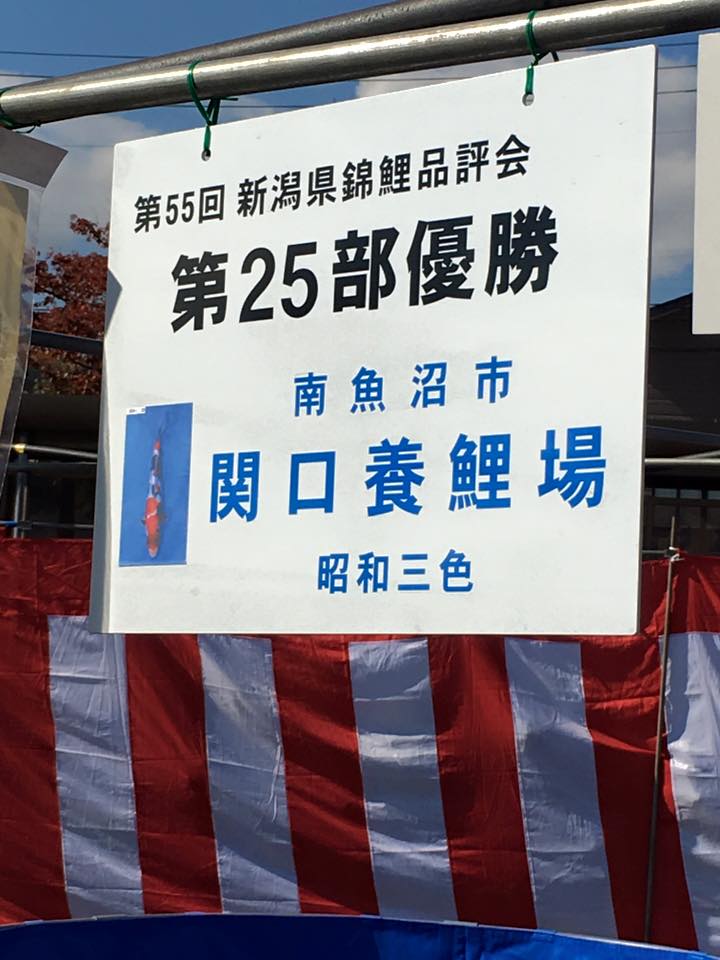 第55回 新潟県錦鯉品評会
第25部優勝
南魚沼市
関口養鯉場
昭和三色